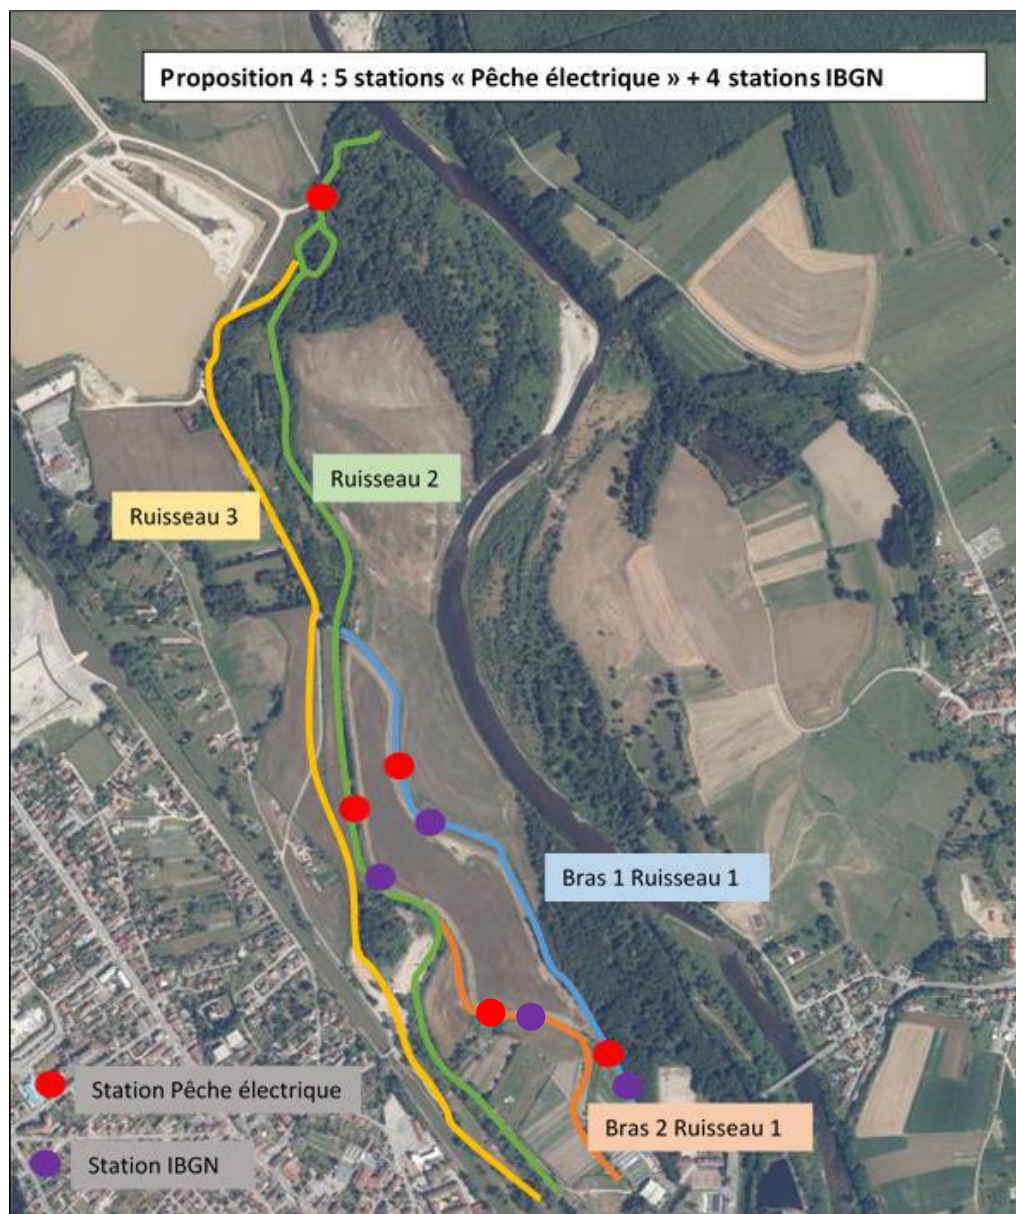 Proposition 4 : 5 stations « Pêche électrique » + 4 stations IBGN
Ruisseau 2
Ruisseau 3
Bras 1 Ruisseau 1
Station Pêche électrique
Bras 2 Ruisseau 1
Station IBGN